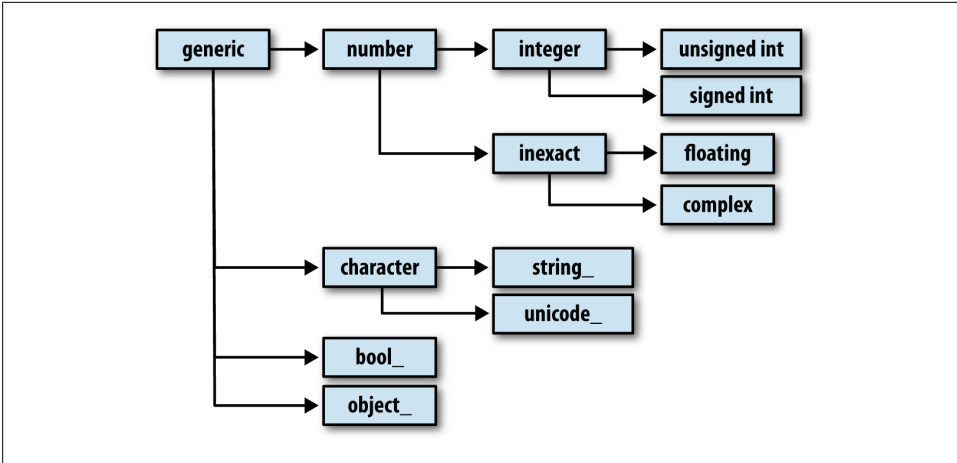 generic
number
integer
unsigned int
signed int
inexact
floating
complex
character
string_
unicode_
bool_
object_